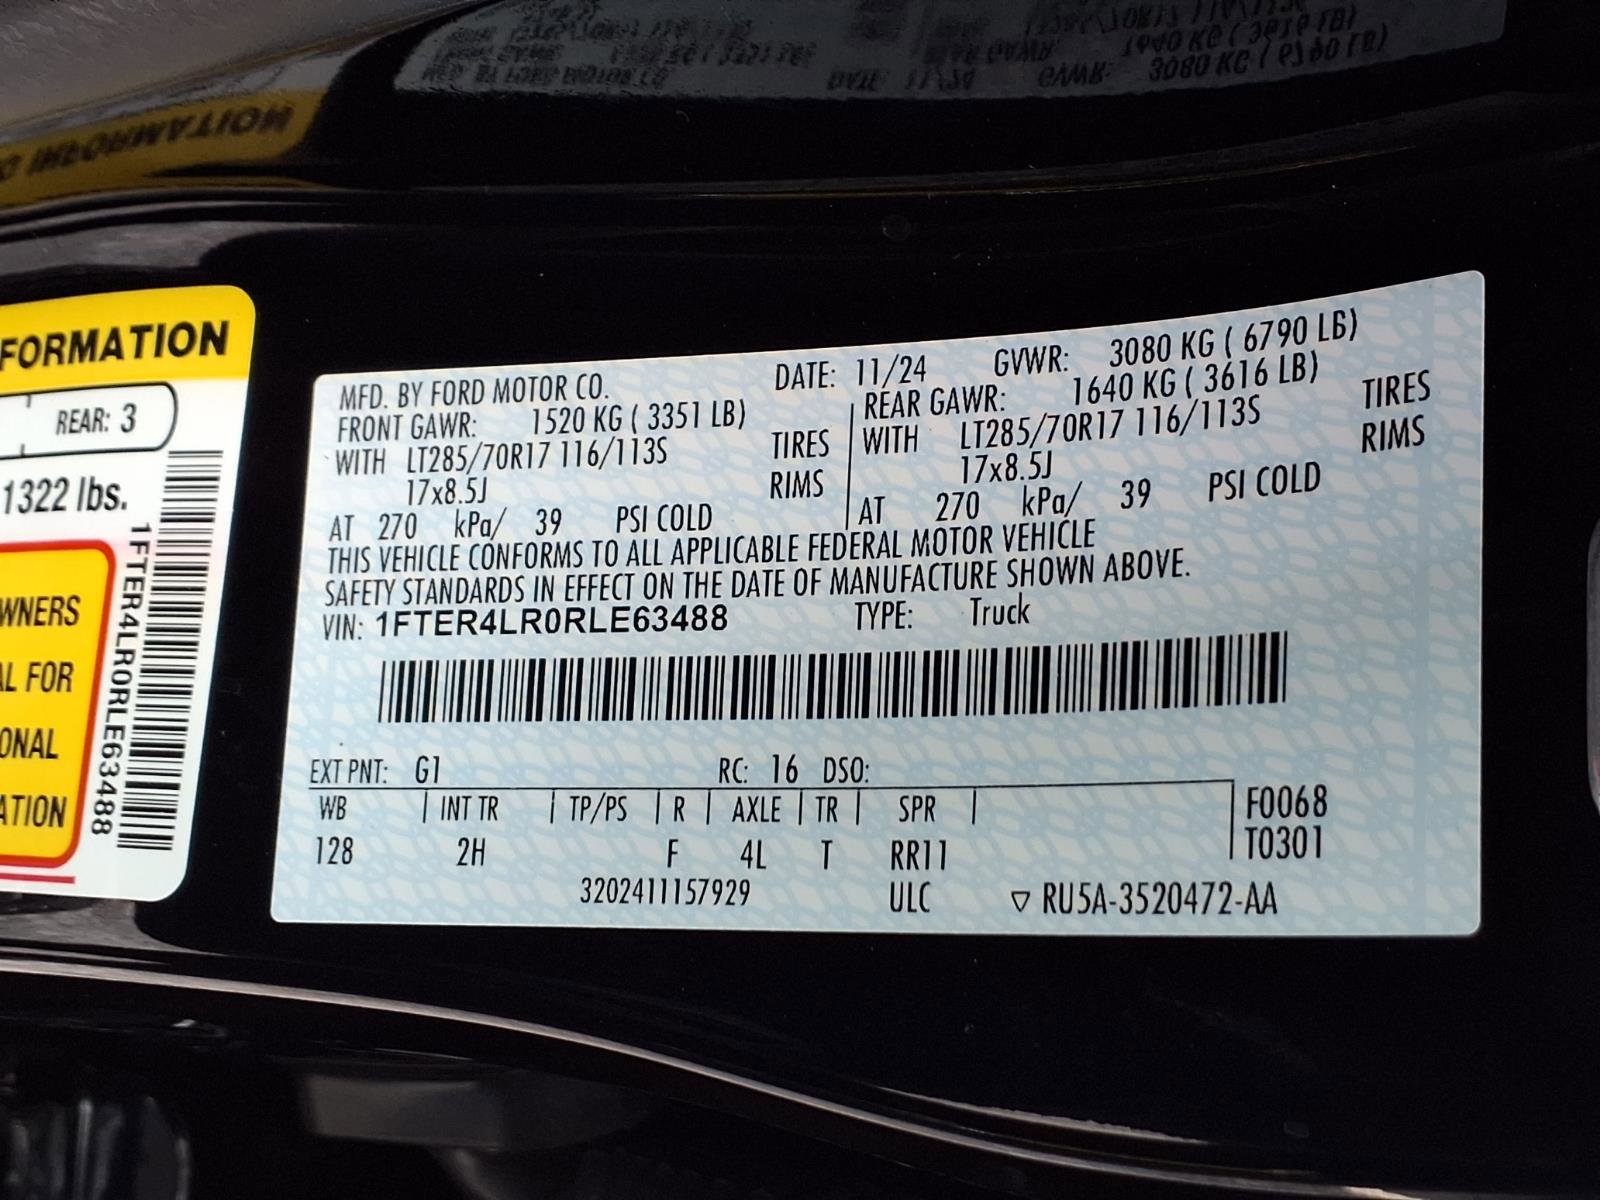 FORMATION
REAR: 3
1322 lbs.
WNERS
AL FOR
ONAL
ATION
1FTER4LR0RLE63488
MFD. BY FORD MOTOR CO. DATE: 11/24 GVWR: 3080 KG ( 6790 LB)
FRONT GAWR: 1520 KG ( 3351 LB) REAR GAWR: 1640 KG ( 3616 LB)
WITH LT285/70R17 116/113S TIRES WITH LT285/70R17 116/113S TIRES
17x8.5J RIMS 17x8.5J RIMS
AT 270 kPa/ 39 PSI COLD AT 270 kPa/ 39 PSI COLD
THIS VEHICLE CONFORMS TO ALL APPLICABLE FEDERAL MOTOR VEHICLE
SAFETY STANDARDS IN EFFECT ON THE DATE OF MANUFACTURE SHOWN ABOVE.
VIN: 1FTER4LR0RLE63488 TYPE: Truck
EXT PNT: G1 RC: 16 DSO:
WB INT TR TP/PS R AXLE TR SPR F0068
128 2H F 4L T RR11 T0301
3202411157929 ULC ▽ RU5A-3520472-AA